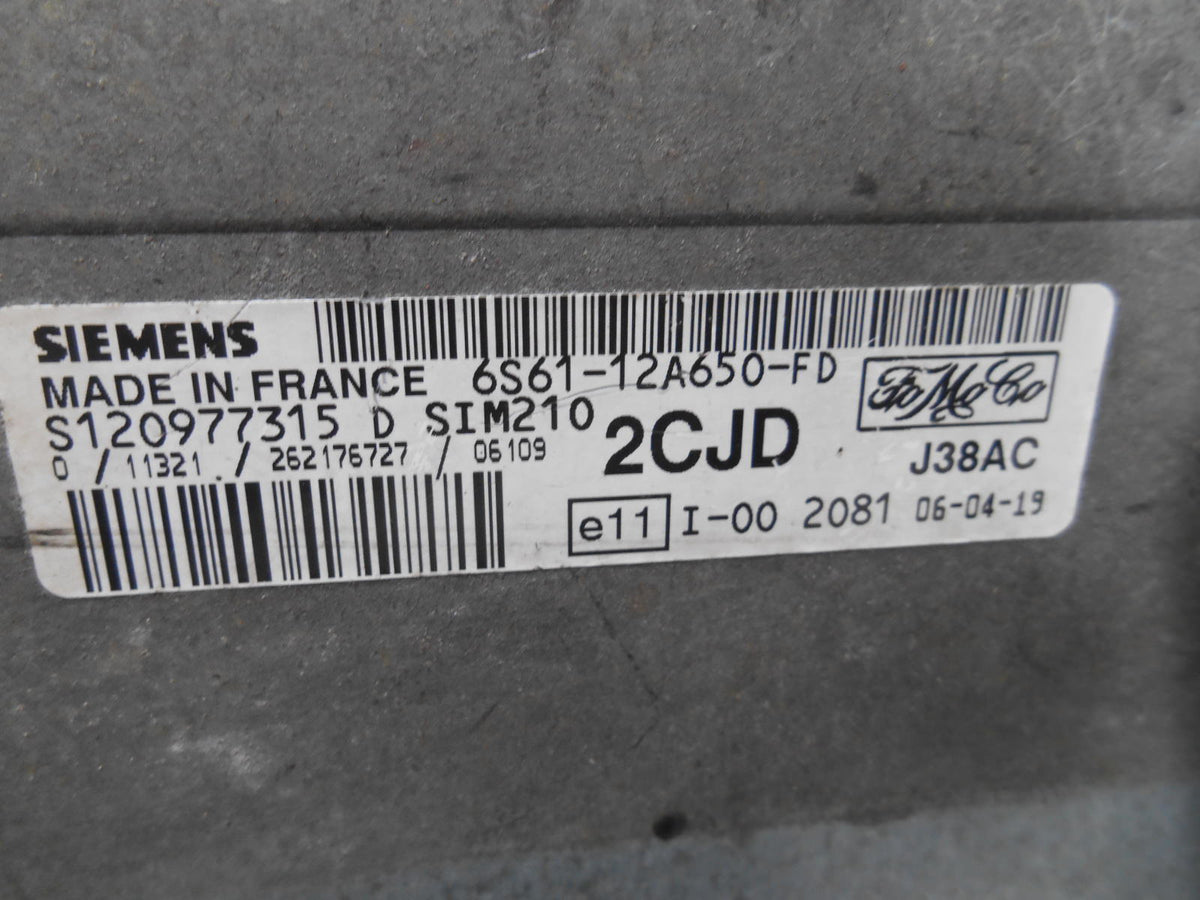 SIEMENS
MADE IN FRANCE 6S61-12A650-FD FoMoCo
S120977315 D SIM210 2CJD J38AC
0 / 11321 / 262176727 / 06109
e11 I-00 2081 06-04-19